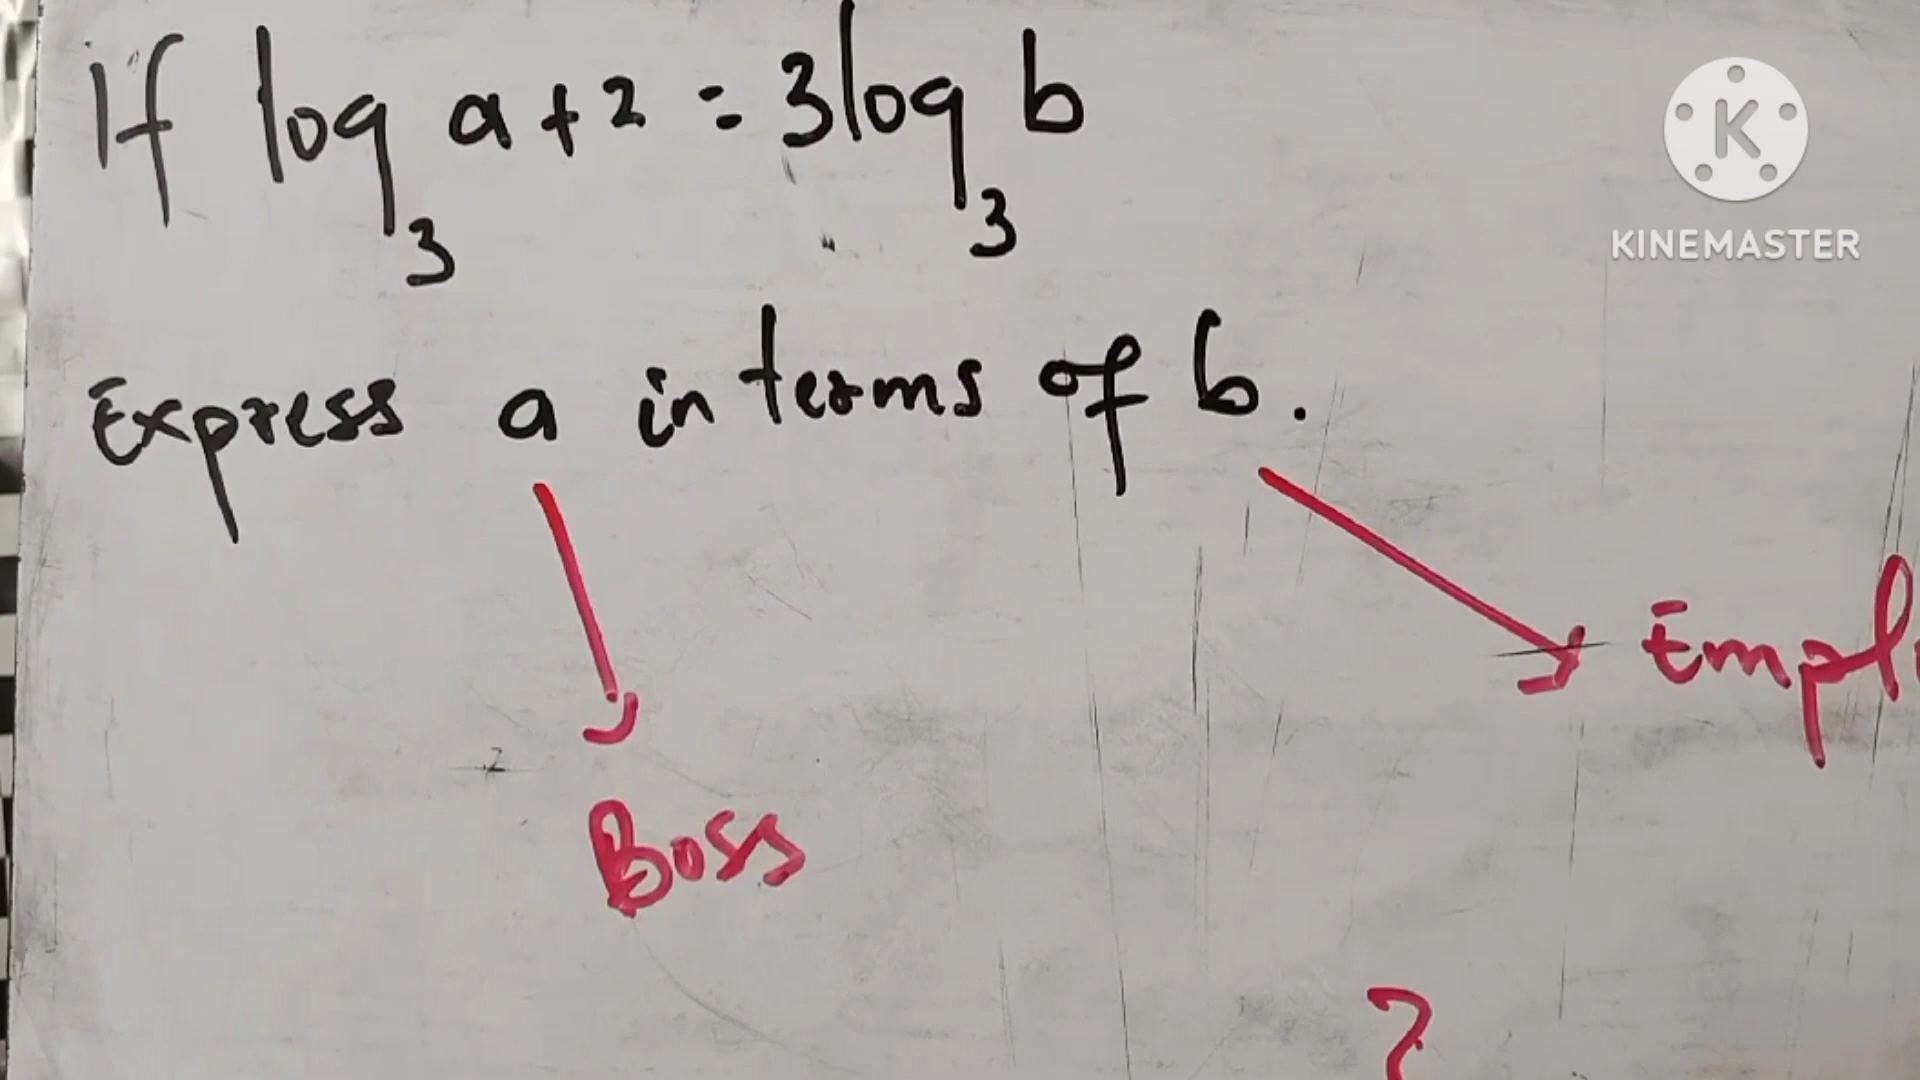 If log₃ a + 2 = 3log₃ b
K
KINEMASTER
Express a in terms of b.
Boss
?